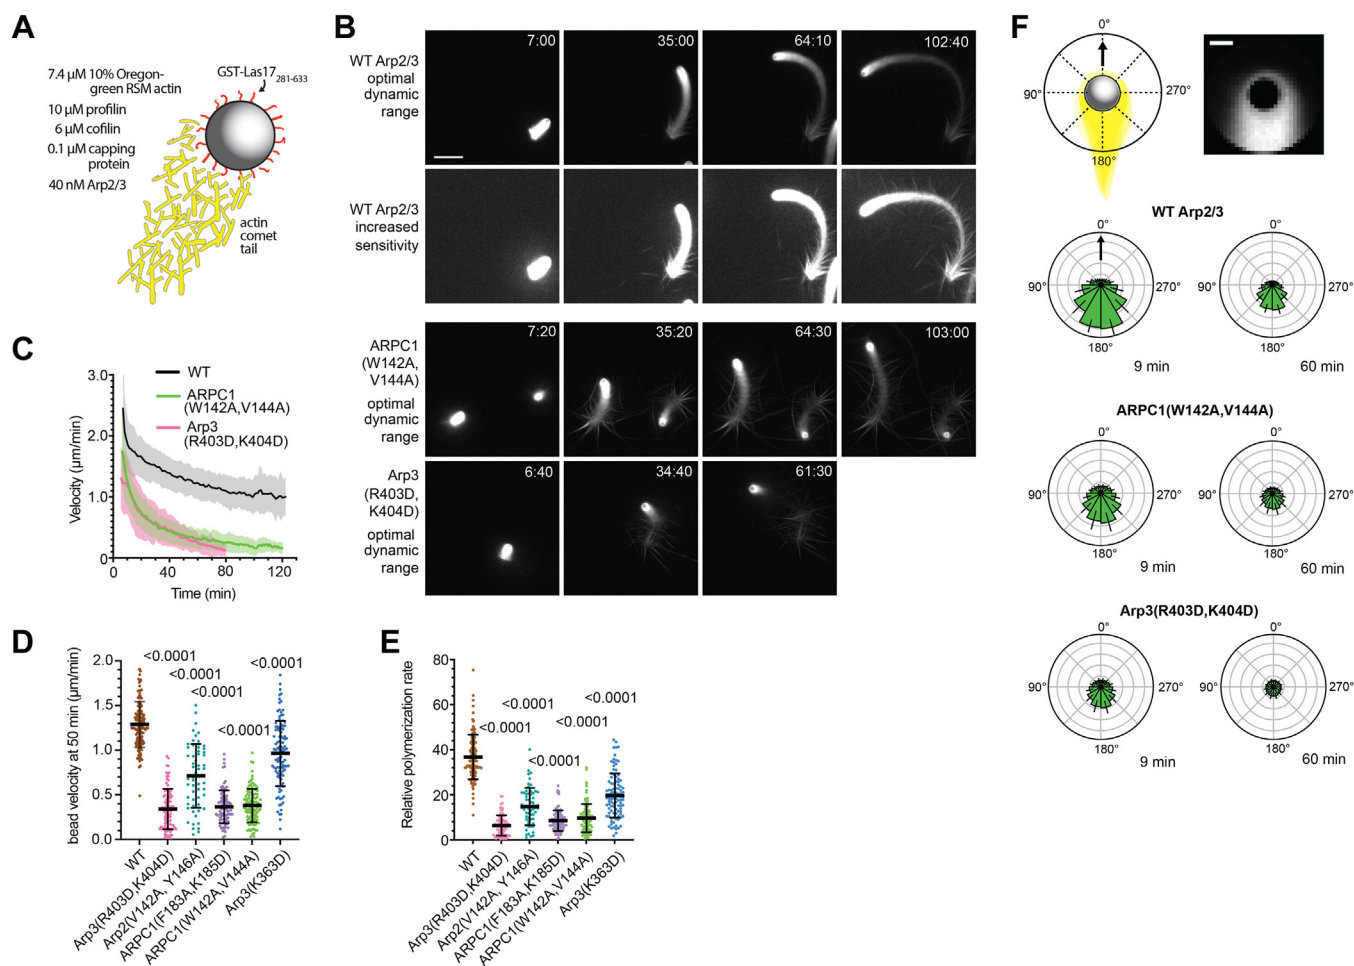 A
7.4 µM 10% Oregon-
green RSM actin
10 µM profilin
6 µM cofilin
0.1 µM capping
protein
40 nM Arp2/3
GST-Las17281-633
actin
comet
tail
B
WT Arp2/3
optimal
dynamic
range
7:00
35:00
64:10
102:40
WT Arp2/3
increased
sensitivity
ARPC1
(W142A,
V144A)
optimal
dynamic
range
7:20
35:20
64:30
103:00
Arp3
(R403D,
K404D)
optimal
dynamic
range
6:40
34:40
61:30
C
WT
ARPC1
(W142A,V144A)
Arp3
(R403D,K404D)
Velocity (µm/min)
3.0
2.0
1.0
0
0
40
80
120
Time (min)
D
bead velocity at 50 min (µm/min)
2.0
1.5
1.0
0.5
0.0
<0.0001
<0.0001
<0.0001
<0.0001
<0.0001
WT
Arp3(R403D,K404D)
Arp2(V142A, Y146A)
ARPC1(F183A,K185D)
ARPC1(W142A,V144A)
Arp3(K363D)
E
Relative polymerization rate
80
60
40
20
0
<0.0001
<0.0001
<0.0001
<0.0001
WT
Arp3(R403D,K404D)
Arp2(V142A, Y146A)
ARPC1(F183A,K185D)
ARPC1(W142A,V144A)
Arp3(K363D)
F
0°
90°
270°
180°
WT Arp2/3
0°
90°
270°
180°
9 min
0°
90°
270°
180°
60 min
ARPC1(W142A,V144A)
0°
90°
270°
180°
9 min
0°
90°
270°
180°
60 min
Arp3(R403D,K404D)
0°
90°
270°
180°
9 min
0°
90°
270°
180°
60 min